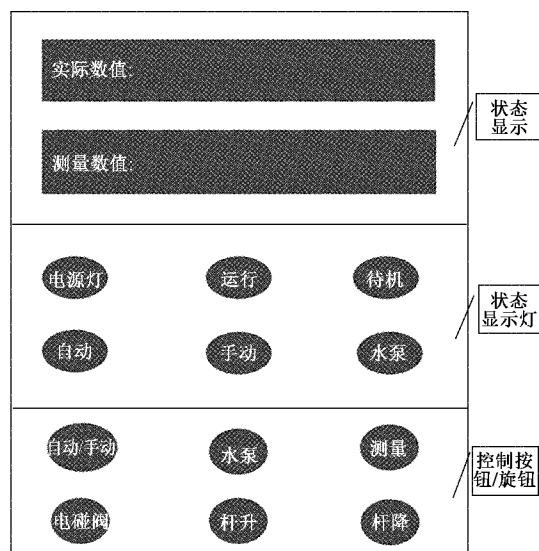 实际数值:
测量数值:
状态
显示
电源灯
运行
待机
自动
手动
水泵
状态
显示灯
自动/手动
水泵
测量
电磁阀
杆升
杆降
控制按
钮/旋钮